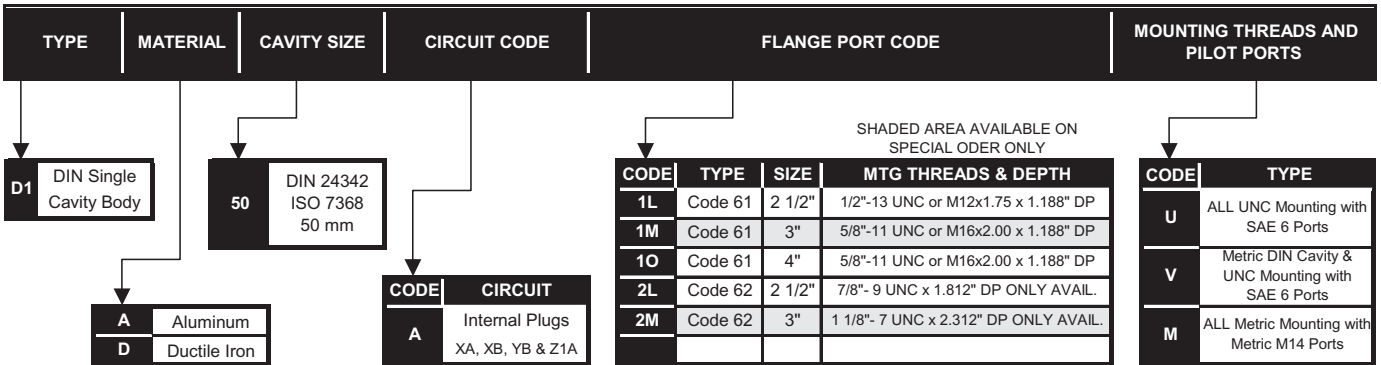 TYPE
MATERIAL
CAVITY SIZE
CIRCUIT CODE
FLANGE PORT CODE
MOUNTING THREADS AND
PILOT PORTS
D1
DIN Single
Cavity Body
A Aluminum
D Ductile Iron
50
DIN 24342
ISO 7368
50 mm
CODE CIRCUIT
A
Internal Plugs
XA, XB, YB & Z1A
SHADED AREA AVAILABLE ON
SPECIAL ODER ONLY
CODE TYPE SIZE MTG THREADS & DEPTH
1L Code 61 2 1/2" 1/2"-13 UNC or M12x1.75 x 1.188" DP
1M Code 61 3" 5/8"-11 UNC or M16x2.00 x 1.188" DP
1O Code 61 4" 5/8"-11 UNC or M16x2.00 x 1.188" DP
2L Code 62 2 1/2" 7/8"- 9 UNC x 1.812" DP ONLY AVAIL.
2M Code 62 3" 1 1/8"- 7 UNC x 2.312" DP ONLY AVAIL.
CODE TYPE
U
ALL UNC Mounting with
SAE 6 Ports
V
Metric DIN Cavity &
UNC Mounting with
SAE 6 Ports
M
ALL Metric Mounting with
Metric M14 Ports